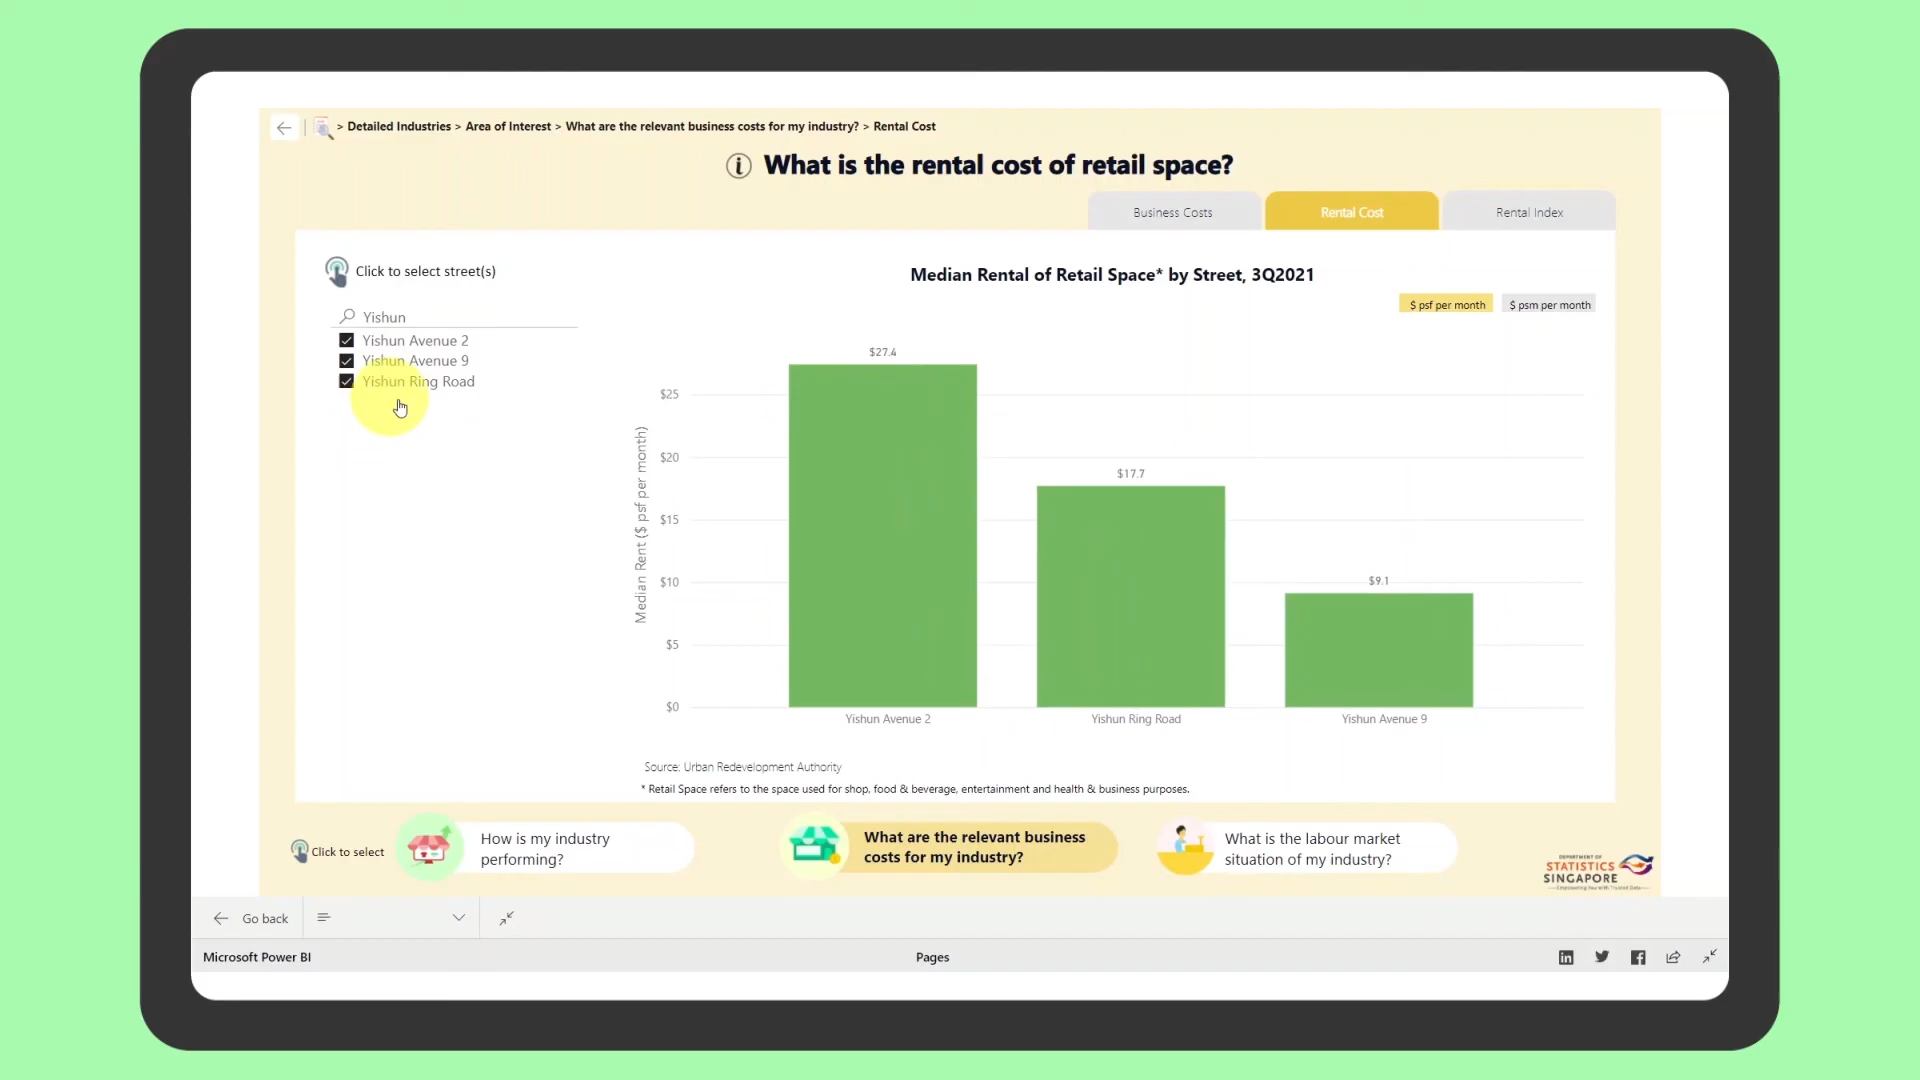 > Detailed Industries > Area of Interest > What are the relevant business costs for my industry? > Rental Cost
What is the rental cost of retail space?
Business Costs
Rental Cost
Rental Index
Click to select street(s)
Median Rental of Retail Space* by Street, 3Q2021
$ psf per month
$ psm per month
Yishun
Yishun Avenue 2
Yishun Avenue 9
Yishun Ring Road
Median Rent ($ psf per month)
$25
$20
$15
$10
$5
$0
$27.4
$17.7
$9.1
Yishun Avenue 2
Yishun Ring Road
Yishun Avenue 9
Source: Urban Redevelopment Authority
* Retail Space refers to the space used for shop, food & beverage, entertainment and health & business purposes.
Click to select
How is my industry
performing?
What are the relevant business
costs for my industry?
What is the labour market
situation of my industry?
DEPARTMENT OF
STATISTICS
SINGAPORE
Empowering You With Trusted Data
Go back
Microsoft Power BI
Pages